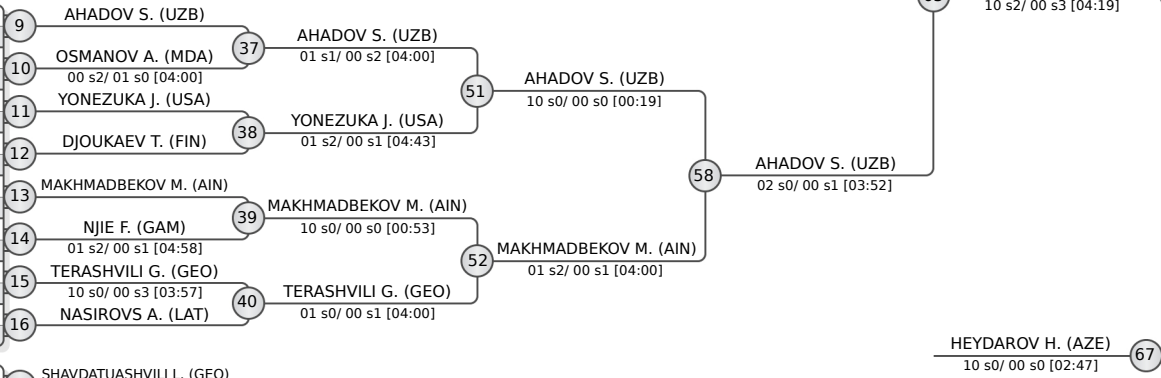 9
AHADOV S. (UZB)
10
OSMANOV A. (MDA)
00 s2/ 01 s0 [04:00]
11
YONEZUKA J. (USA)
12
DJOUKAEV T. (FIN)
13
MAKHMADBEKOV M. (AIN)
14
NJIE F. (GAM)
01 s2/ 00 s1 [04:58]
15
TERASHVILI G. (GEO)
10 s0/ 00 s3 [03:57]
16
NASIROVS A. (LAT)
SHAVDATUASHVILI L. (GEO)
37
AHADOV S. (UZB)
01 s1/ 00 s2 [04:00]
38
YONEZUKA J. (USA)
01 s2/ 00 s1 [04:43]
39
MAKHMADBEKOV M. (AIN)
10 s0/ 00 s0 [00:53]
40
TERASHVILI G. (GEO)
01 s0/ 00 s1 [04:00]
51
AHADOV S. (UZB)
10 s0/ 00 s0 [00:19]
52
MAKHMADBEKOV M. (AIN)
01 s2/ 00 s1 [04:00]
58
AHADOV S. (UZB)
02 s0/ 00 s1 [03:52]
10 s2/ 00 s3 [04:19]
HEYDAROV H. (AZE)
10 s0/ 00 s0 [02:47]
67